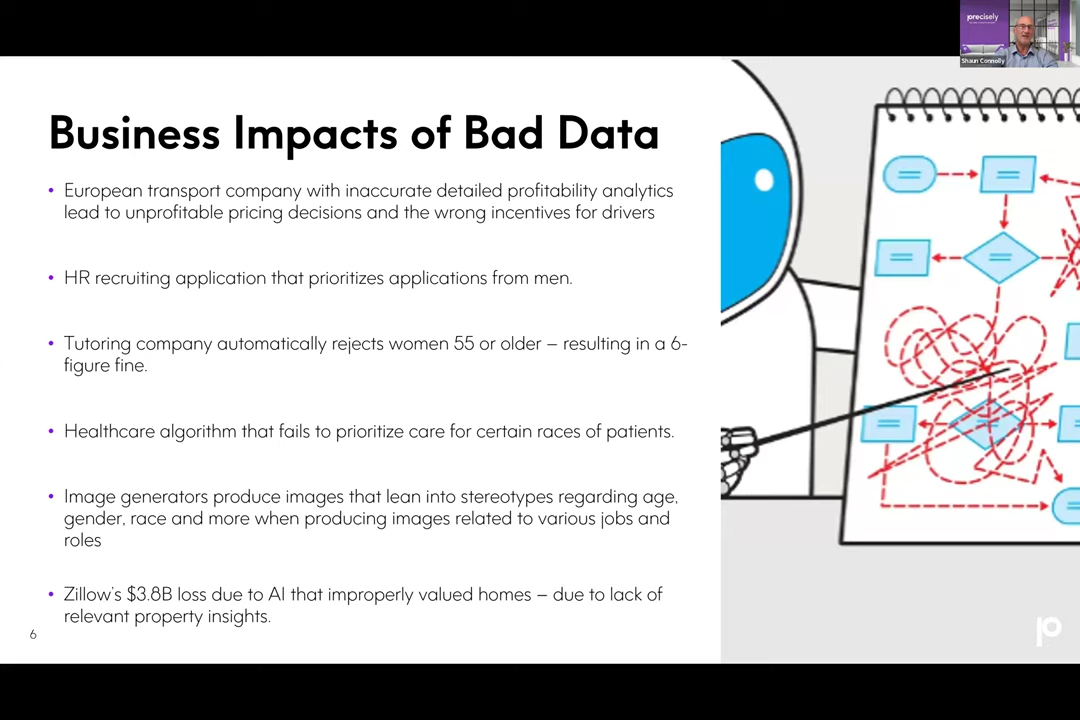 precisely
Shaun Connolly
Business Impacts of Bad Data
• European transport company with inaccurate detailed profitability analytics
lead to unprofitable pricing decisions and the wrong incentives for drivers
• HR recruiting application that prioritizes applications from men.
• Tutoring company automatically rejects women 55 or older – resulting in a 6-
figure fine.
• Healthcare algorithm that fails to prioritize care for certain races of patients.
• Image generators produce images that lean into stereotypes regarding age,
gender, race and more when producing images related to various jobs and
roles
• Zillow's $3.8B loss due to AI that improperly valued homes – due to lack of
relevant property insights.
6
p